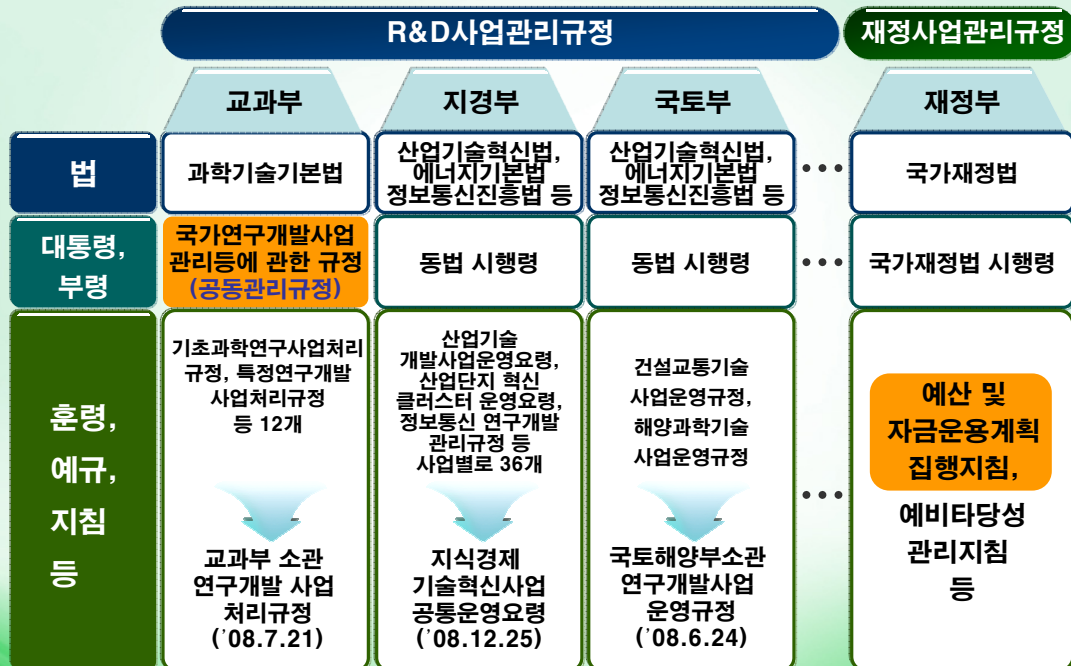 R&D사업관리규정
재정사업관리규정
교과부
지경부
국토부
재정부
법
과학기술기본법
산업기술혁신법,
에너지기본법
정보통신진흥법 등
산업기술혁신법,
에너지기본법
정보통신진흥법 등
•••
국가재정법
대통령,
부령
국가연구개발사업
관리등에 관한 규정
(공동관리규정)
동법 시행령
동법 시행령
•••
국가재정법 시행령
훈령,
예규,
지침
등
기초과학연구사업처리
규정, 특정연구개발
사업처리규정
등 12개
교과부 소관
연구개발 사업
처리규정
('08.7.21)
산업기술
개발사업운영요령,
산업단지 혁신
클러스터 운영요령,
정보통신 연구개발
관리규정 등
사업별로 36개
지식경제
기술혁신사업
공통운영요령
('08.12.25)
건설교통기술
사업운영규정,
해양과학기술
사업운영규정
국토해양부소관
연구개발사업
운영규정
('08.6.24)
•••
예산 및
자금운용계획
집행지침,
예비타당성
관리지침
등